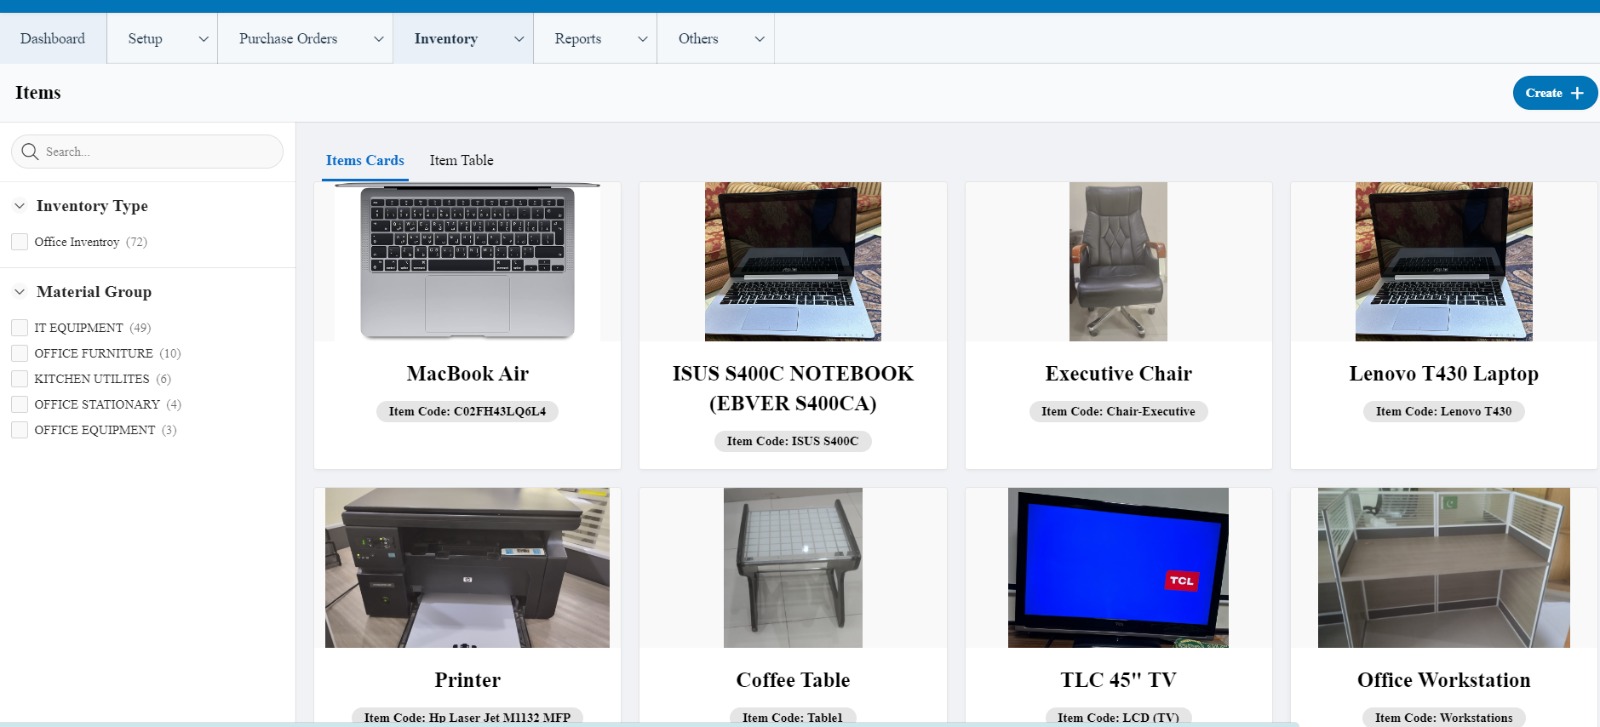 Dashboard
Setup
Purchase Orders
Inventory
Reports
Others
Items
Create +
Search...
Inventory Type
Office Inventroy (72)
Material Group
IT EQUIPMENT (49)
OFFICE FURNITURE (10)
KITCHEN UTILITES (6)
OFFICE STATIONARY (4)
OFFICE EQUIPMENT (3)
Items Cards
Item Table
MacBook Air
Item Code: C02FH43LQ6L4
ISUS S400C NOTEBOOK
(EBVER S400CA)
Item Code: ISUS S400C
Executive Chair
Item Code: Chair-Executive
Lenovo T430 Laptop
Item Code: Lenovo T430
hp
Printer
Item Code: Hp Laser Jet M1132 MFP
Coffee Table
Item Code: Table1
TCL
TLC 45" TV
Item Code: LCD (TV)
Office Workstation
Item Code: Workstations